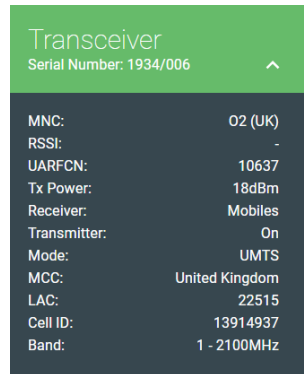 Transceiver
Serial Number: 1934/006
MNC: O2 (UK)
RSSI: -
UARFCN: 10637
Tx Power: 18dBm
Receiver: Mobiles
Transmitter: On
Mode: UMTS
MCC: United Kingdom
LAC: 22515
Cell ID: 13914937
Band: 1 - 2100MHz